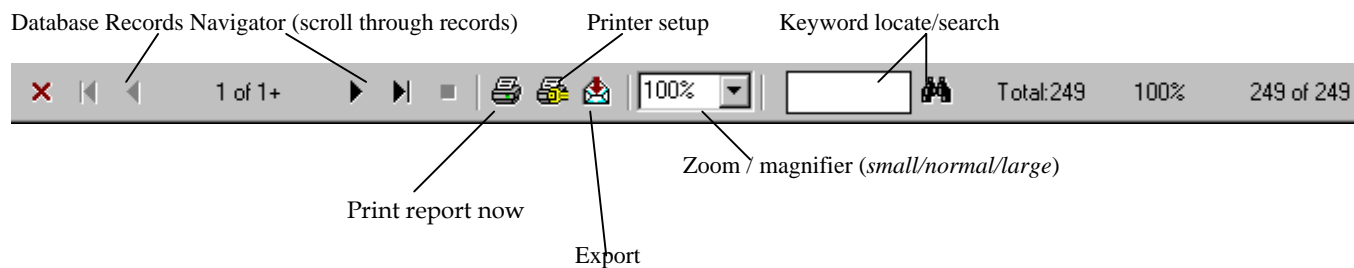 Database Records Navigator (scroll through records) Printer setup Keyword locate/search
1 of 1+ 100% Total:249 100% 249 of 249
Zoom / magnifier (small/normal/large)
Print report now
Export